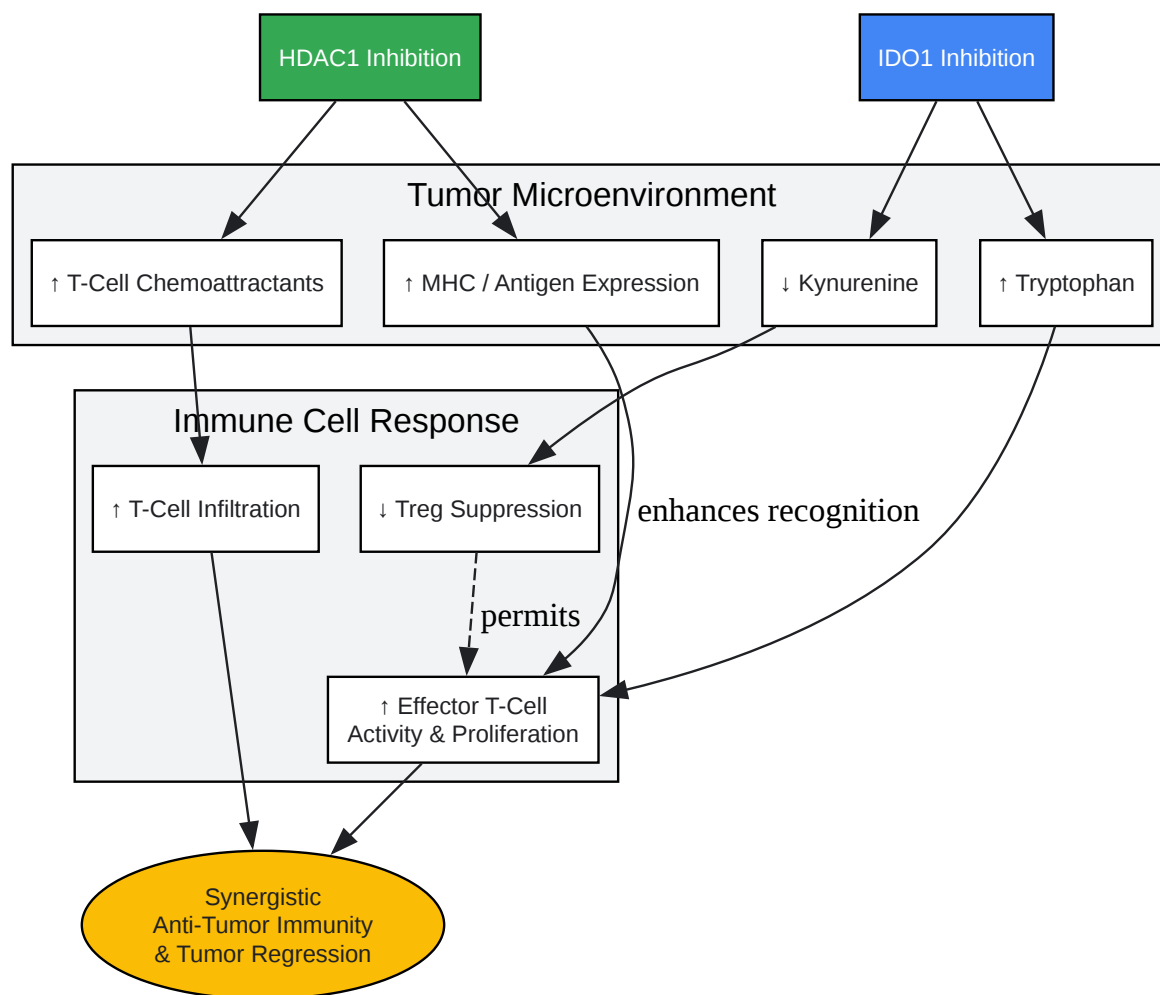 HDAC1 Inhibition
IDO1 Inhibition
Tumor Microenvironment
↑ T-Cell Chemoattractants
↑ MHC / Antigen Expression
↓ Kynurenine
↑ Tryptophan
Immune Cell Response
↑ T-Cell Infiltration
↓ Treg Suppression
enhances recognition
permits
↑ Effector T-Cell
Activity & Proliferation
Synergistic
Anti-Tumor Immunity
& Tumor Regression